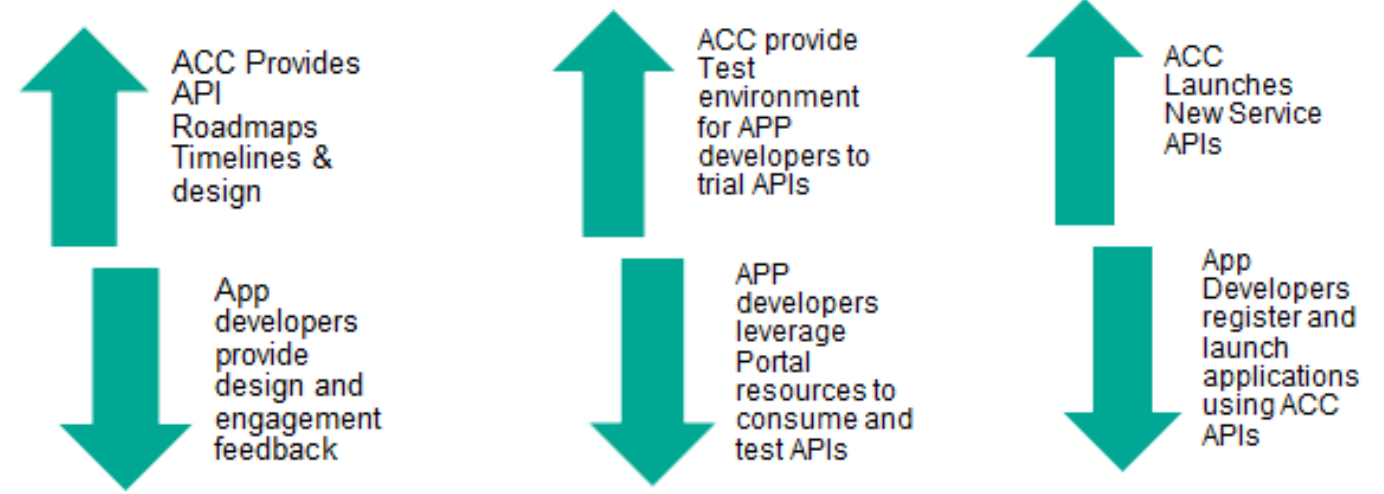 ACC Provides
API
Roadmaps
Timelines &
design
App
developers
provide
design and
engagement
feedback
ACC provide
Test
environment
for APP
developers to
trial APIs
APP
developers
leverage
Portal
resources to
consume and
test APIs
ACC
Launches
New Service
APIs
App
Developers
register and
launch
applications
using ACC
APIs